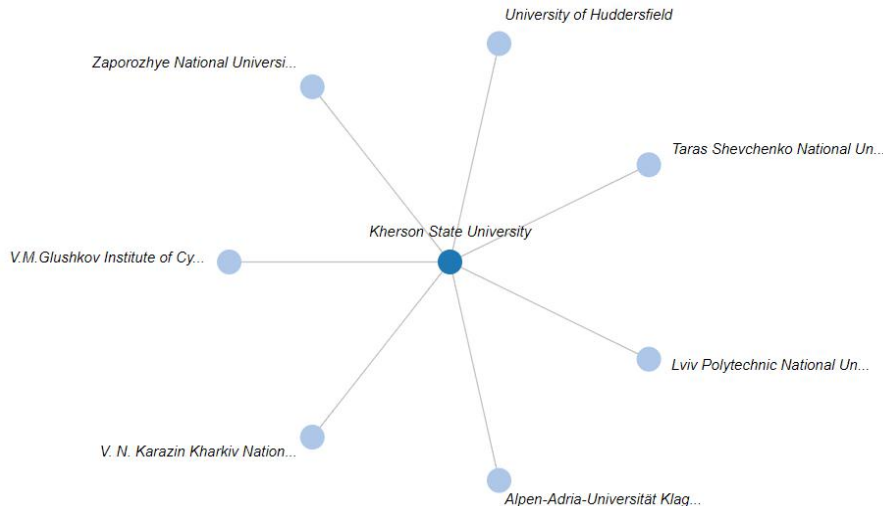 University of Huddersfield
Zaporozhye National Universi...
Taras Shevchenko National Un...
Kherson State University
V.M.Glushkov Institute of Cy...
Lviv Polytechnic National Un...
V. N. Karazin Kharkiv Nation...
Alpen-Adria-Universität Klag...